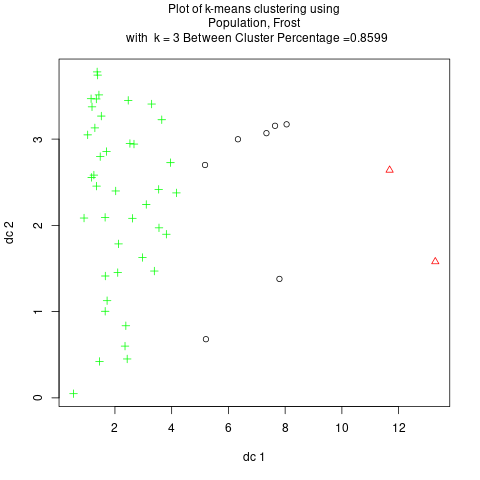 Plot of k-means clustering using
Population, Frost
with k = 3 Between Cluster Percentage =0.8599
3
2
1
0
dc 2
2
4
6
8
10
12
dc 1